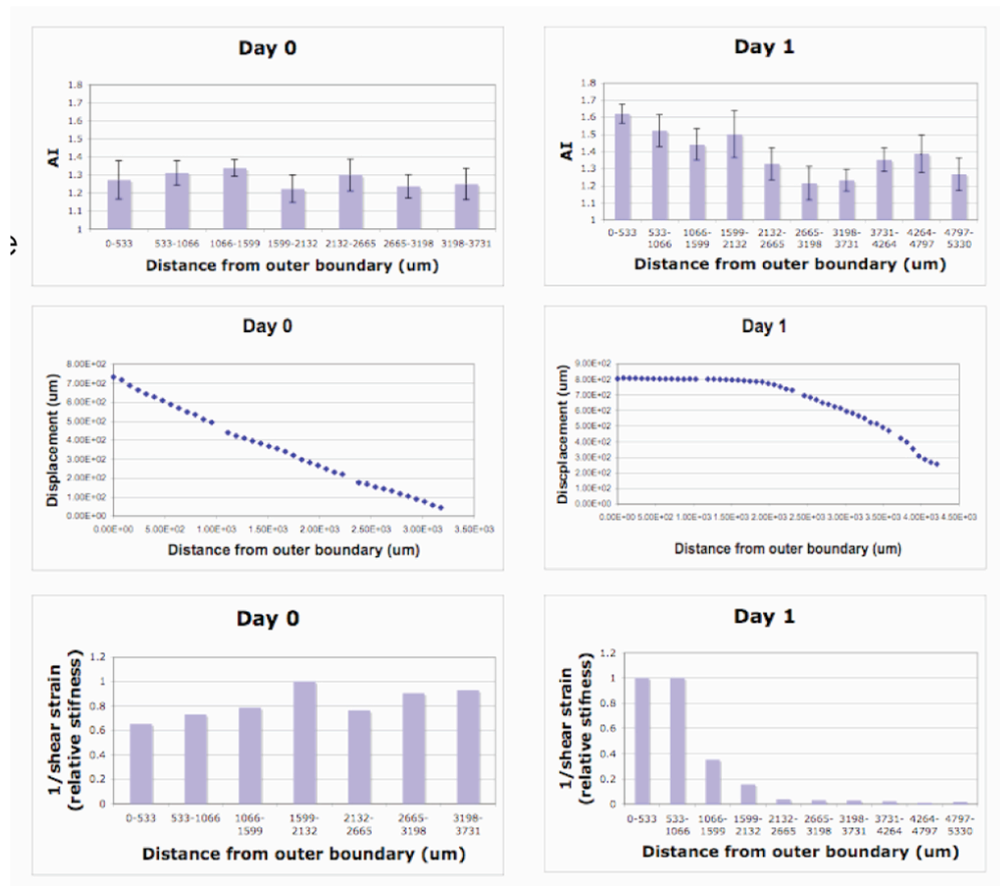 Day 0
1.8
1.7
1.6
1.5
1.4
1.3
1.2
1.1
1
AI
0-533 533-1066 1066-1599 1599-2132 2132-2665 2665-3198 3198-3731
Distance from outer boundary (um)
Day 1
1.8
1.7
1.6
1.5
1.4
1.3
1.2
1.1
1
AI
0-533 533- 1066- 1599- 2132- 2665- 3198- 3731- 4264- 4797-
1066 1599 2132 2665 3198 3731 4264 4797 5330
Distance from outer boundary (um)
Day 0
8.00E+02
7.00E+02
6.00E+02
5.00E+02
4.00E+02
3.00E+02
2.00E+02
1.00E+02
0.00E+00
Displacement (um)
0.00E+00 5.00E+02 1.00E+03 1.50E+03 2.00E+03 2.50E+03 3.00E+03 3.50E+03
Distance from outer boundary (um)
Day 1
9.00E+02
8.00E+02
7.00E+02
6.00E+02
5.00E+02
4.00E+02
3.00E+02
2.00E+02
1.00E+02
0.00E+00
Discplacement (um)
0.00E+00 5.00E+02 1.00E+03 1.50E+03 2.00E+03 2.50E+03 3.00E+03 3.50E+03 4.00E+03 4.50E+03
Distance from outer boundary (um)
Day 0
1.2
1
0.8
0.6
0.4
0.2
0
1/shear strain
(relative stifness)
0-533 533-1066 1066- 1599- 2132- 2665- 3198-
1599 2132 2665 3198 3731
Distance from outer boundary (um)
Day 1
1.2
1
0.8
0.6
0.4
0.2
0
1/shear strain
(relative stifness)
0-533 533- 1066- 1599- 2132- 2665- 3198- 3731- 4264- 4797-
1066 1599 2132 2665 3198 3731 4264 4797 5330
Distance from outer boundary (um)